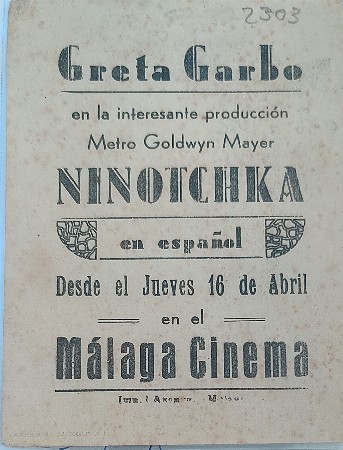 2303
Greta Garbo
en la interesante producción
Metro Goldwyn Mayer
NINOTCHKA
en español
Desde el Jueves 16 de Abril
en el
Málaga Cinema
Imp.